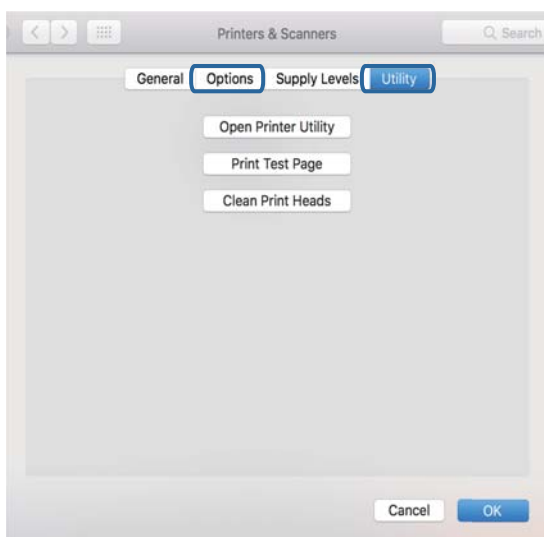 Printers & Scanners Search
General Options Supply Levels Utility
Open Printer Utility
Print Test Page
Clean Print Heads
Cancel OK